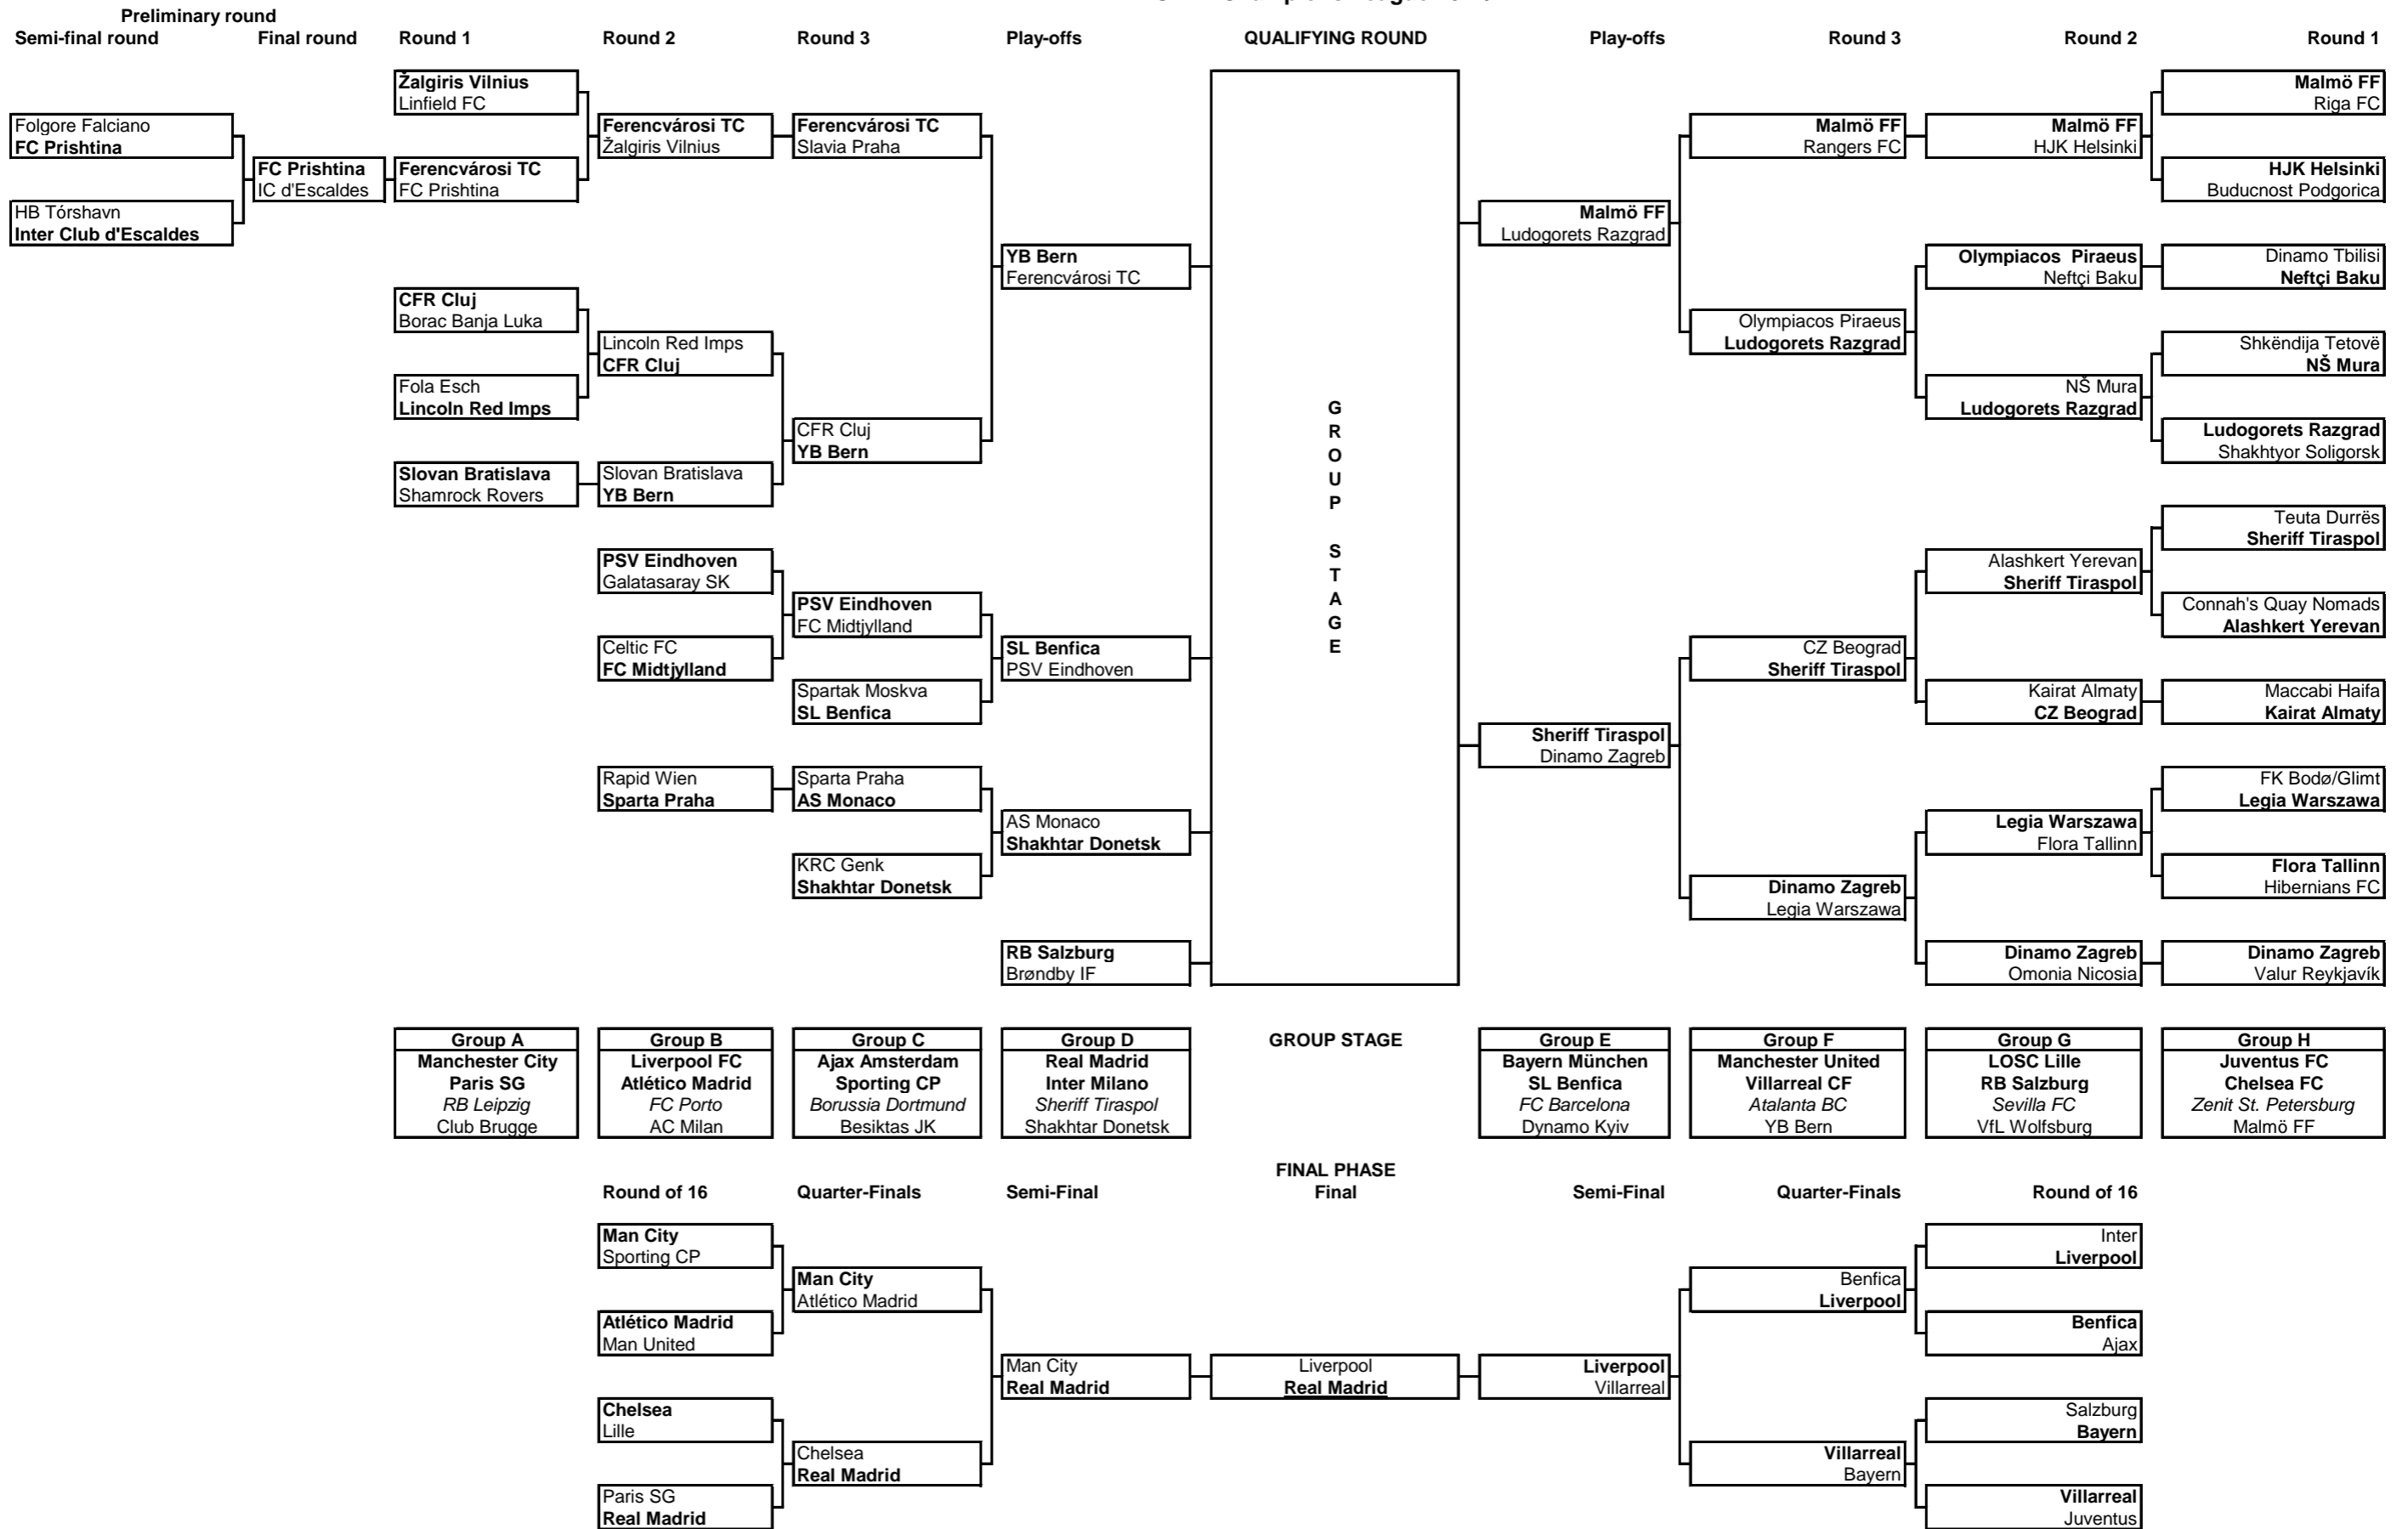 Preliminary round
Semi-final round Final round Round 1 Round 2 Round 3 Play-offs QUALIFYING ROUND Play-offs Round 3 Round 2 Round 1
Žalgiris Vilnius
Linfield FC
Folgore Falciano
FC Prishtina
HB Tórshavn
Inter Club d'Escaldes
FC Prishtina
IC d'Escaldes
Ferencvárosi TC
FC Prishtina
CFR Cluj
Borac Banja Luka
Fola Esch
Lincoln Red Imps
Slovan Bratislava
Shamrock Rovers
Ferencvárosi TC
Žalgiris Vilnius
Lincoln Red Imps
CFR Cluj
Slovan Bratislava
YB Bern
PSV Eindhoven
Galatasaray SK
Celtic FC
FC Midtjylland
Rapid Wien
Sparta Praha
Ferencvárosi TC
Slavia Praha
CFR Cluj
YB Bern
PSV Eindhoven
FC Midtjylland
Spartak Moskva
SL Benfica
Sparta Praha
AS Monaco
KRC Genk
Shakhtar Donetsk
YB Bern
Ferencvárosi TC
SL Benfica
PSV Eindhoven
AS Monaco
Shakhtar Donetsk
RB Salzburg
Brøndby IF
G
R
O
U
P
S
T
A
G
E
Malmö FF
Ludogorets Razgrad
Sheriff Tiraspol
Dinamo Zagreb
Malmö FF
Rangers FC
Olympiacos Piraeus
Ludogorets Razgrad
CZ Beograd
Sheriff Tiraspol
Dinamo Zagreb
Legia Warszawa
Malmö FF
HJK Helsinki
Olympiacos Piraeus
Neftçi Baku
NŠ Mura
Ludogorets Razgrad
Alashkert Yerevan
Sheriff Tiraspol
Kairat Almaty
CZ Beograd
Legia Warszawa
Flora Tallinn
Dinamo Zagreb
Omonia Nicosia
Malmö FF
Riga FC
HJK Helsinki
Buducnost Podgorica
Dinamo Tbilisi
Neftçi Baku
Shkëndija Tetovë
NŠ Mura
Ludogorets Razgrad
Shakhtyor Soligorsk
Teuta Durrës
Sheriff Tiraspol
Connah's Quay Nomads
Alashkert Yerevan
Maccabi Haifa
Kairat Almaty
FK Bodø/Glimt
Legia Warszawa
Flora Tallinn
Hibernians FC
Dinamo Zagreb
Valur Reykjavík
GROUP STAGE
Group A
Manchester City
Paris SG
RB Leipzig
Club Brugge
Group B
Liverpool FC
Atlético Madrid
FC Porto
AC Milan
Group C
Ajax Amsterdam
Sporting CP
Borussia Dortmund
Besiktas JK
Group D
Real Madrid
Inter Milano
Sheriff Tiraspol
Shakhtar Donetsk
Group E
Bayern München
SL Benfica
FC Barcelona
Dynamo Kyiv
Group F
Manchester United
Villarreal CF
Atalanta BC
YB Bern
Group G
LOSC Lille
RB Salzburg
Sevilla FC
VfL Wolfsburg
Group H
Juventus FC
Chelsea FC
Zenit St. Petersburg
Malmö FF
FINAL PHASE
Round of 16 Quarter-Finals Semi-Final Final Semi-Final Quarter-Finals Round of 16
Man City
Sporting CP
Atlético Madrid
Man United
Chelsea
Lille
Paris SG
Real Madrid
Man City
Atlético Madrid
Chelsea
Real Madrid
Man City
Real Madrid
Liverpool
Real Madrid
Liverpool
Villarreal
Benfica
Liverpool
Villarreal
Bayern
Inter
Liverpool
Benfica
Ajax
Salzburg
Bayern
Villarreal
Juventus